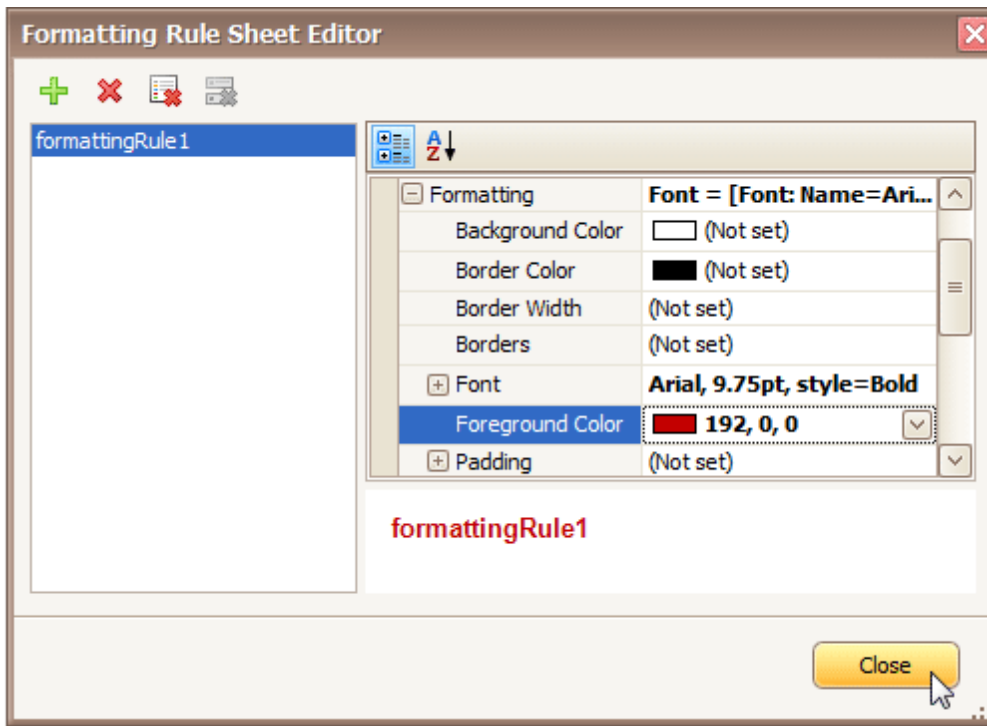 Formatting Rule Sheet Editor
formattingRule1
A
Z
Formatting Font = [Font: Name=Ari...
Background Color (Not set)
Border Color (Not set)
Border Width (Not set)
Borders (Not set)
Font Arial, 9.75pt, style=Bold
Foreground Color 192, 0, 0
Padding (Not set)
formattingRule1
Close